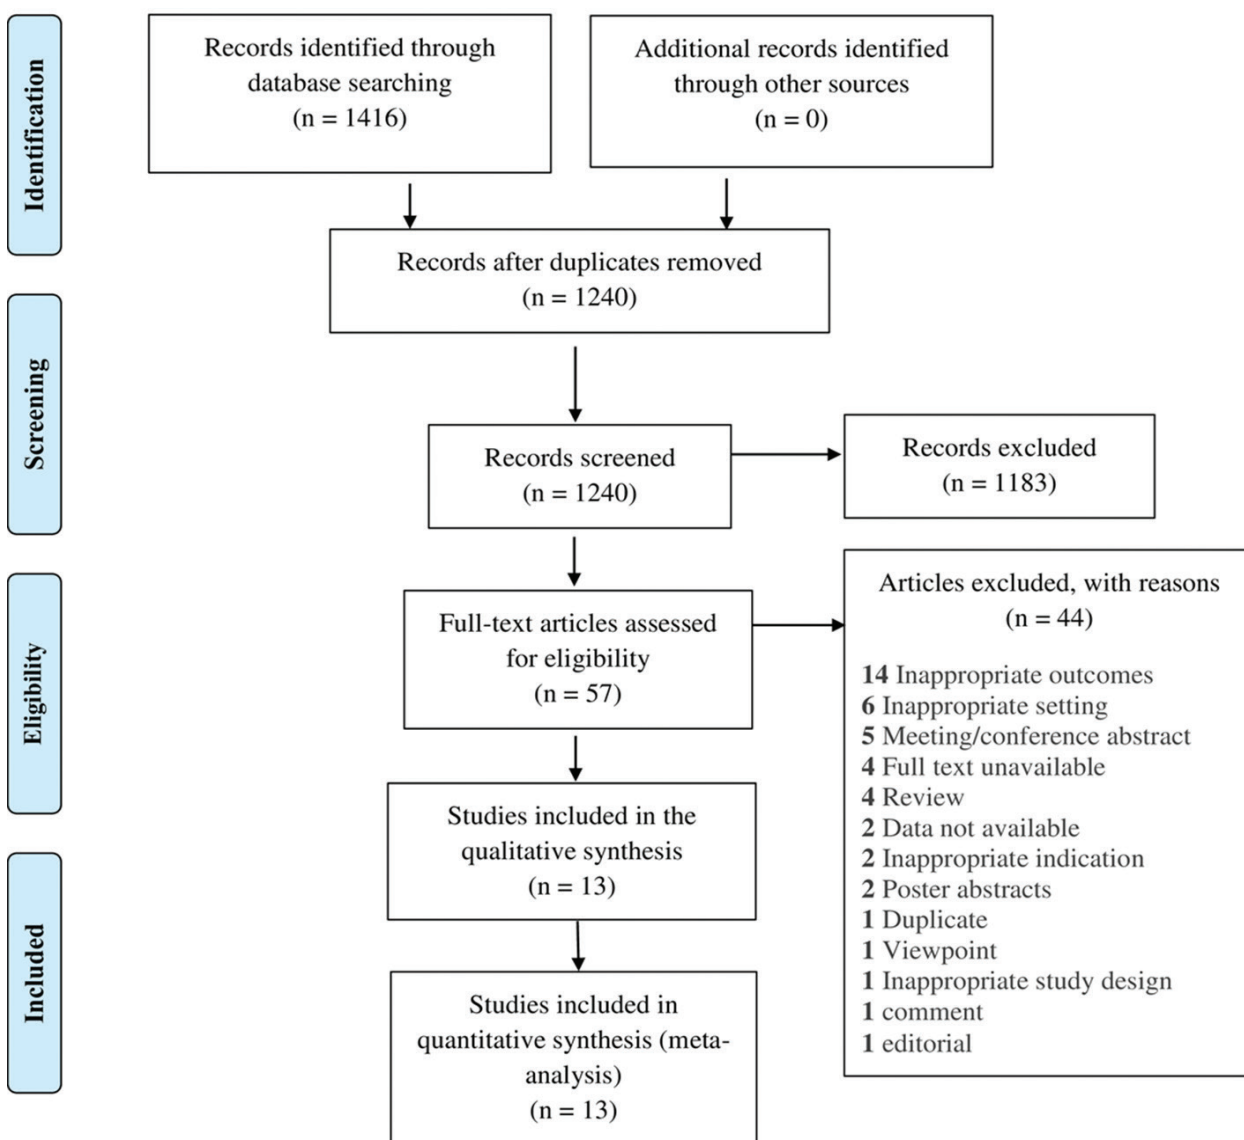 Identification
Records identified through
database searching
(n = 1416)
Additional records identified
through other sources
(n = 0)
Records after duplicates removed
(n = 1240)
Screening
Records screened
(n = 1240)
Records excluded
(n = 1183)
Eligibility
Full-text articles assessed
for eligibility
(n = 57)
Articles excluded, with reasons
(n = 44)
14 Inappropriate outcomes
6 Inappropriate setting
5 Meeting/conference abstract
4 Full text unavailable
4 Review
2 Data not available
2 Inappropriate indication
2 Poster abstracts
1 Duplicate
1 Viewpoint
1 Inappropriate study design
1 comment
1 editorial
Studies included in the
qualitative synthesis
(n = 13)
Included
Studies included in
quantitative synthesis (meta-
analysis)
(n = 13)